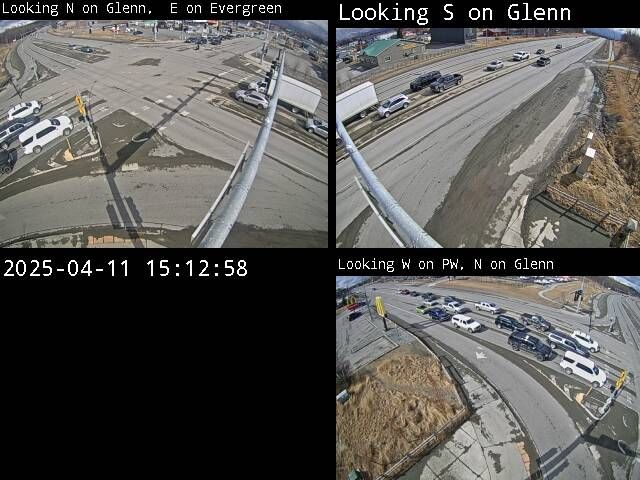 Looking N on Glenn,  E on Evergreen
Looking S on Glenn
2025-04-11 15:12:58
Looking W on PW, N on Glenn